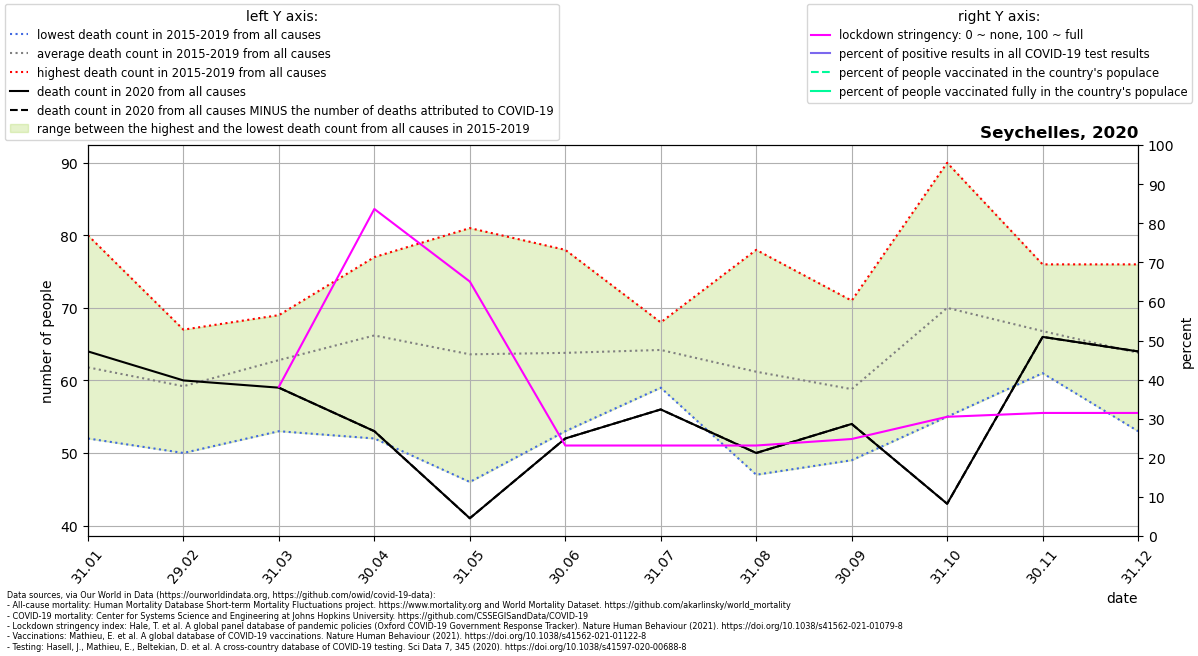 left Y axis:
lowest death count in 2015-2019 from all causes
average death count in 2015-2019 from all causes
highest death count in 2015-2019 from all causes
death count in 2020 from all causes
death count in 2020 from all causes MINUS the number of deaths attributed to COVID-19
range between the highest and the lowest death count from all causes in 2015-2019
right Y axis:
lockdown stringency: 0 ~ none, 100 ~ full
percent of positive results in all COVID-19 test results
percent of people vaccinated in the country's populace
percent of people vaccinated fully in the country's populace
Seychelles, 2020
number of people
90
80
70
60
50
40
100
90
80
70
60
50
40
30
20
10
0
percent
31.01
29.02
31.03
30.04
31.05
30.06
31.07
31.08
30.09
31.10
30.11
31.12
date
Data sources, via Our World in Data (https://ourworldindata.org, https://github.com/owid/covid-19-data):
- All-cause mortality: Human Mortality Database Short-term Mortality Fluctuations project. https://www.mortality.org and World Mortality Dataset. https://github.com/akarlinsky/world_mortality
- COVID-19 mortality: Center for Systems Science and Engineering at Johns Hopkins University. https://github.com/CSSEGISandData/COVID-19
- Lockdown stringency index: Hale, T. et al. A global panel database of pandemic policies (Oxford COVID-19 Government Response Tracker). Nature Human Behaviour (2021). https://doi.org/10.1038/s41562-021-01079-8
- Vaccinations: Mathieu, E. et al. A global database of COVID-19 vaccinations. Nature Human Behaviour (2021). https://doi.org/10.1038/s41562-021-01122-8
- Testing: Hasell, J., Mathieu, E., Beltekian, D. et al. A cross-country database of COVID-19 testing. Sci Data 7, 345 (2020). https://doi.org/10.1038/s41597-020-00688-8